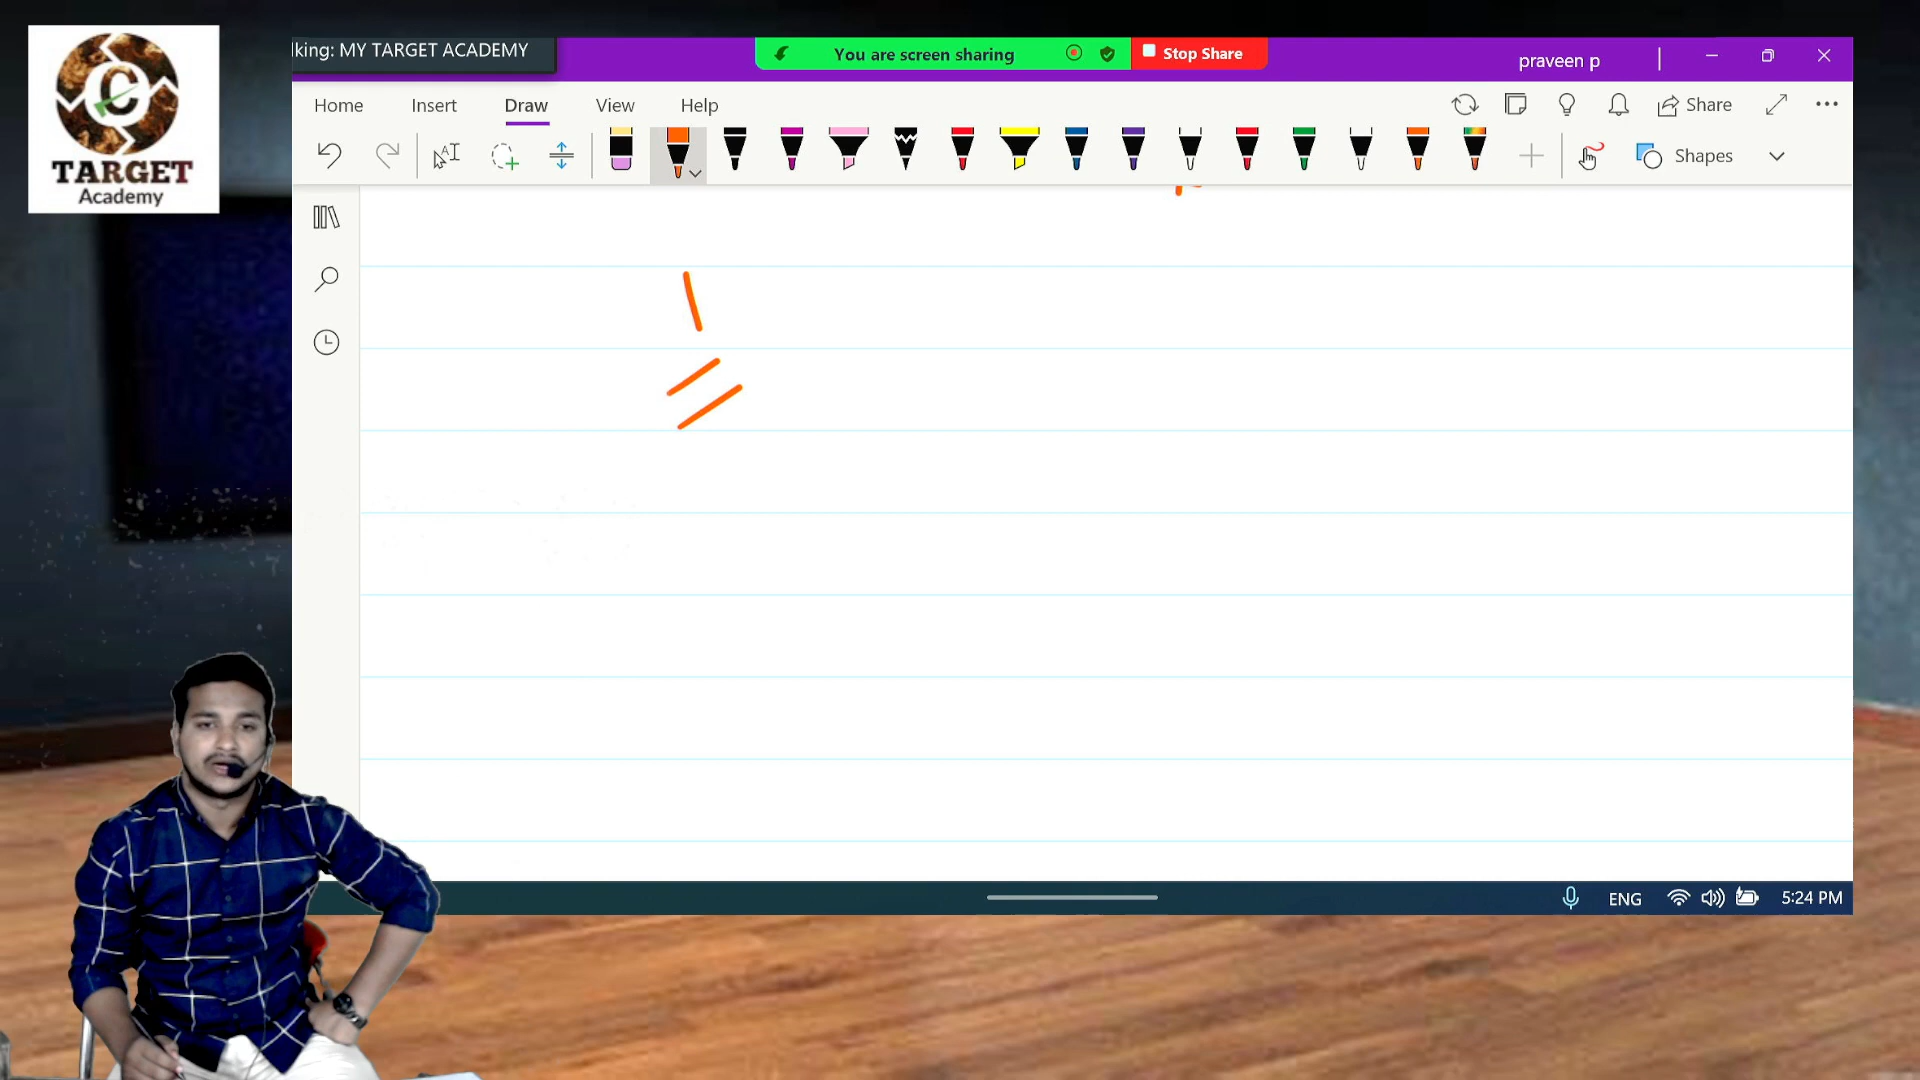 lking: MY TARGET ACADEMY
You are screen sharing
Stop Share
praveen p
TARGET
Academy
Home Insert Draw View Help
Share
Shapes
ENG
5:24 PM